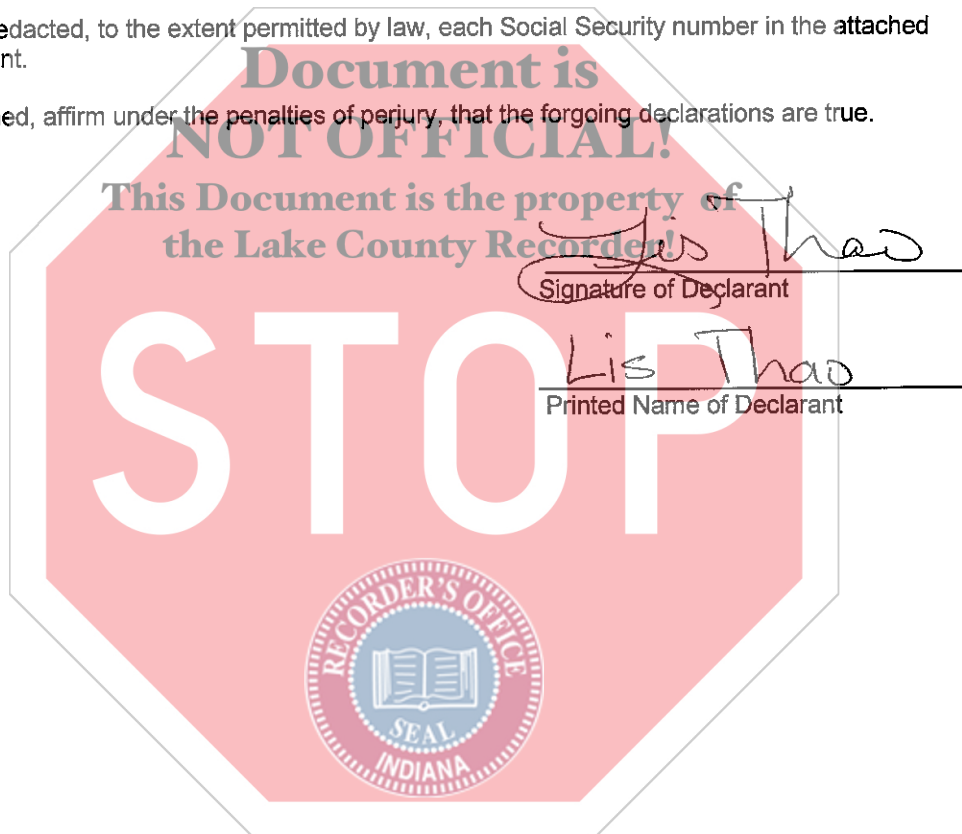 edacted, to the extent permitted by law, each Social Security number in the attached
nt.
Document is
ed, affirm under the penalties of perjury, that the forgoing declarations are true.
NOT OFFICIAL!
This Document is the property of
the Lake County Recorder!
Lis Thao
Signature of Declarant
Lis Thao
Printed Name of Declarant
STOP
RECORDER'S OFFICE
SEAL
INDIANA